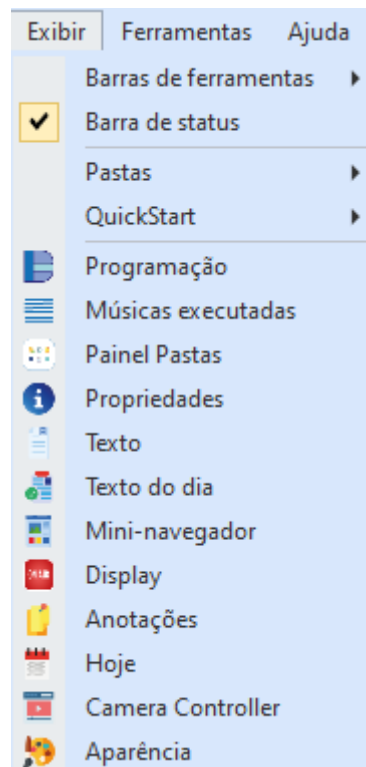 Exibir Ferramentas Ajuda
Barras de ferramentas
Barra de status
Pastas
QuickStart
Programação
Músicas executadas
Painel Pastas
Propriedades
Texto
Texto do dia
Mini-navegador
Display
Anotações
Hoje
Camera Controller
Aparência